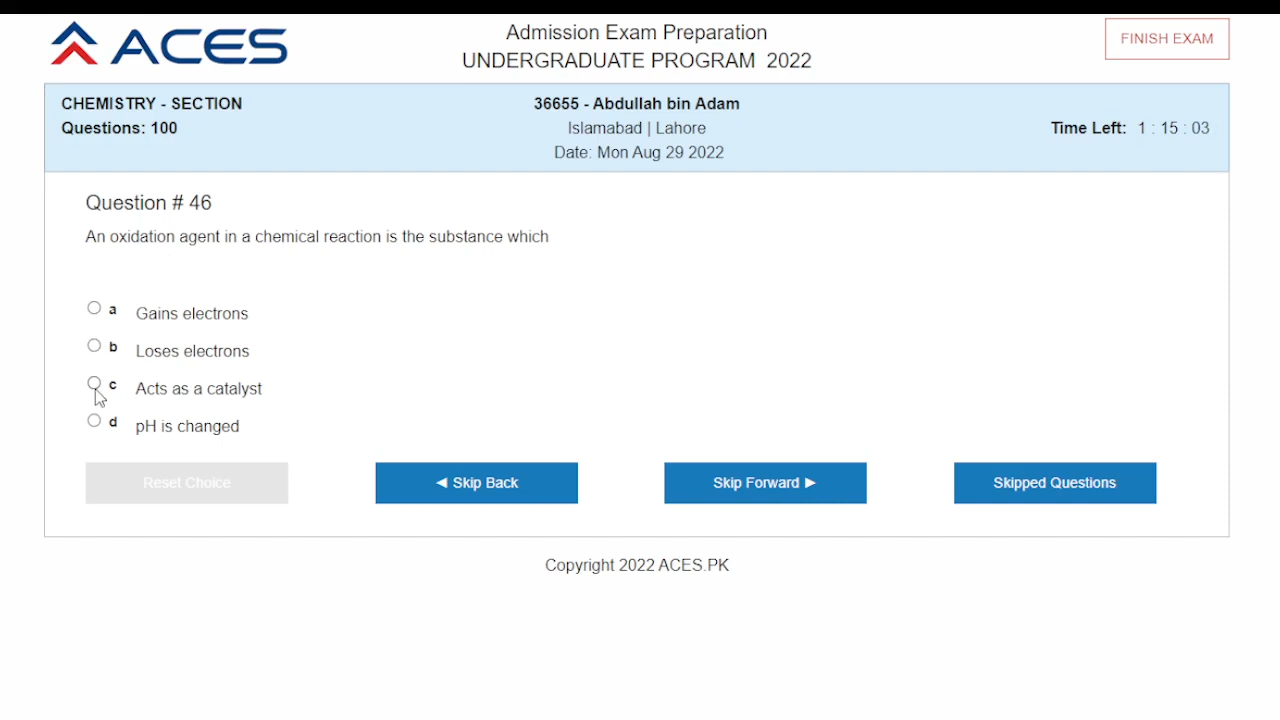 ACES
Admission Exam Preparation
UNDERGRADUATE PROGRAM 2022
FINISH EXAM
CHEMISTRY - SECTION
Questions: 100
36655 - Abdullah bin Adam
Islamabad | Lahore
Date: Mon Aug 29 2022
Time Left: 1 : 15 : 03
Question # 46
An oxidation agent in a chemical reaction is the substance which
a Gains electrons
b Loses electrons
c Acts as a catalyst
d pH is changed
Reset Choice
◄ Skip Back
Skip Forward ►
Skipped Questions
Copyright 2022 ACES.PK